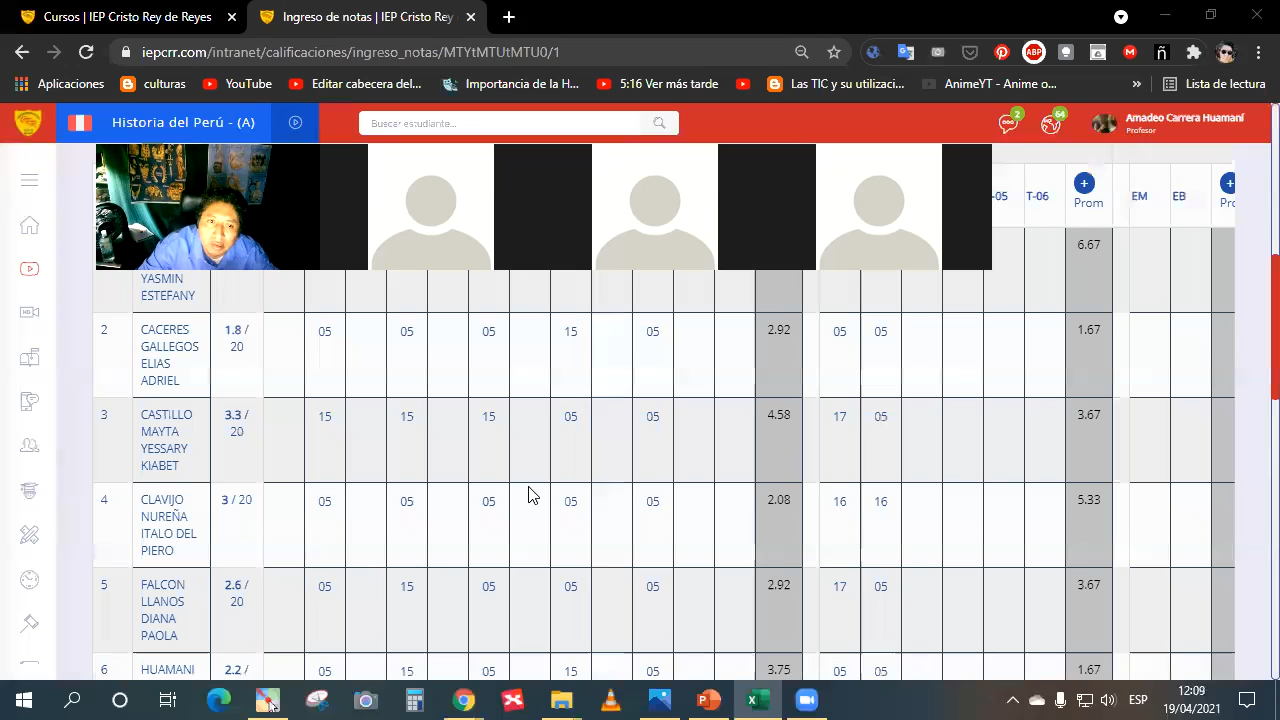 Cursos | IEP Cristo Rey de Reyes
Ingreso de notas | IEP Cristo Rey
iepcrr.com/intranet/calificaciones/ingreso_notas/MTYtMTUtMTU0/1
ABP
ñ
Aplicaciones
culturas
YouTube
Editar cabecera del...
Importancia de la H...
5:16 Ver más tarde
Las TIC y su utilizaci...
AnimeYT - Anime o...
»
Lista de lectura
Historia del Perú - (A)
Buscar estudiante...
2
64
Amadeo Carrera Huamaní
Profesor
-05 T-06 Prom EM EB
YASMIN
ESTEFANY
6.67
2 CACERES GALLEGOS ELIAS ADRIEL 1.8 / 20 05 05 05 15 05 2.92 05 05 1.67
3 CASTILLO MAYTA YESSARY KIABET 3.3 / 20 15 15 15 05 05 4.58 17 05 3.67
4 CLAVIJO NUREÑA ITALO DEL PIERO 3 / 20 05 05 05 05 05 2.08 16 16 5.33
5 FALCON LLANOS DIANA PAOLA 2.6 / 20 05 15 05 05 05 2.92 17 05 3.67
6 HUAMANI 2.2 / 05 15 05 15 05 3.75 05 05 1.67
ESP
12:09
19/04/2021